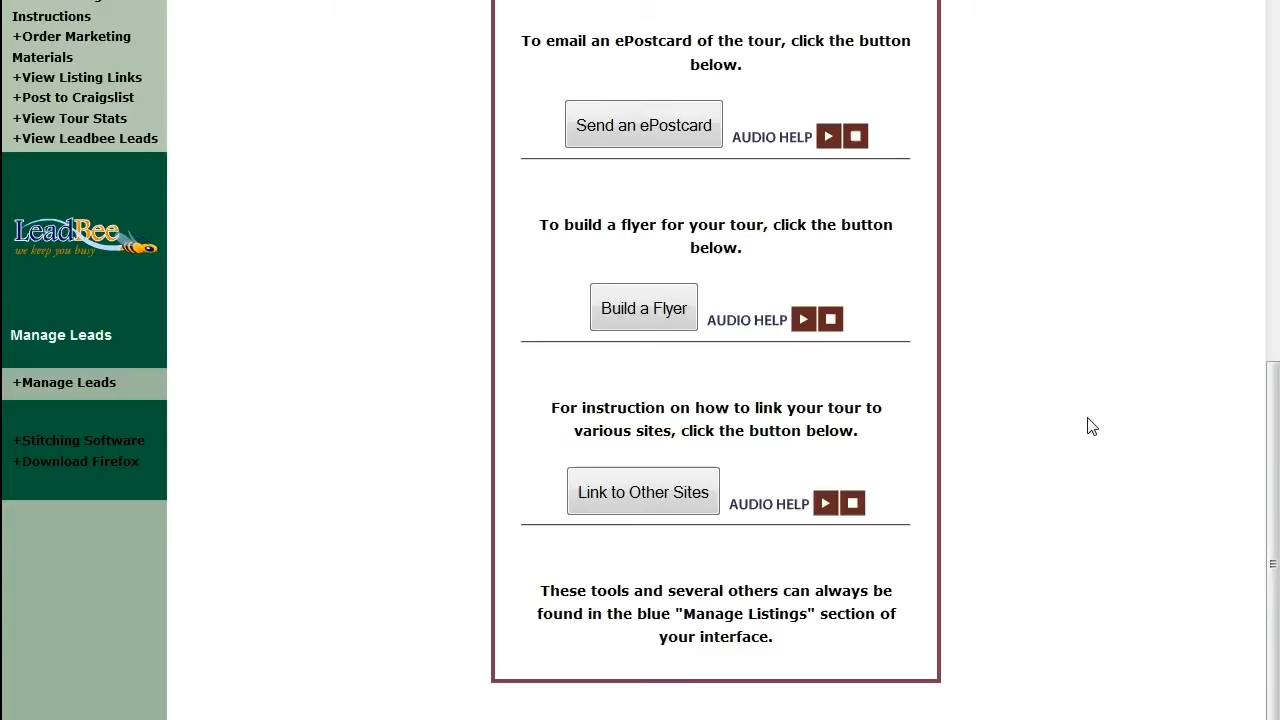 Instructions
+Order Marketing
Materials
+View Listing Links
+Post to Craigslist
+View Tour Stats
+View Leadbee Leads
LeadBee
we keep you busy
Manage Leads
+Manage Leads
+Stitching Software
+Download Firefox
To email an ePostcard of the tour, click the button
below.
Send an ePostcard
AUDIO HELP
To build a flyer for your tour, click the button
below.
Build a Flyer
AUDIO HELP
For instruction on how to link your tour to
various sites, click the button below.
Link to Other Sites
AUDIO HELP
These tools and several others can always be
found in the blue "Manage Listings" section of
your interface.